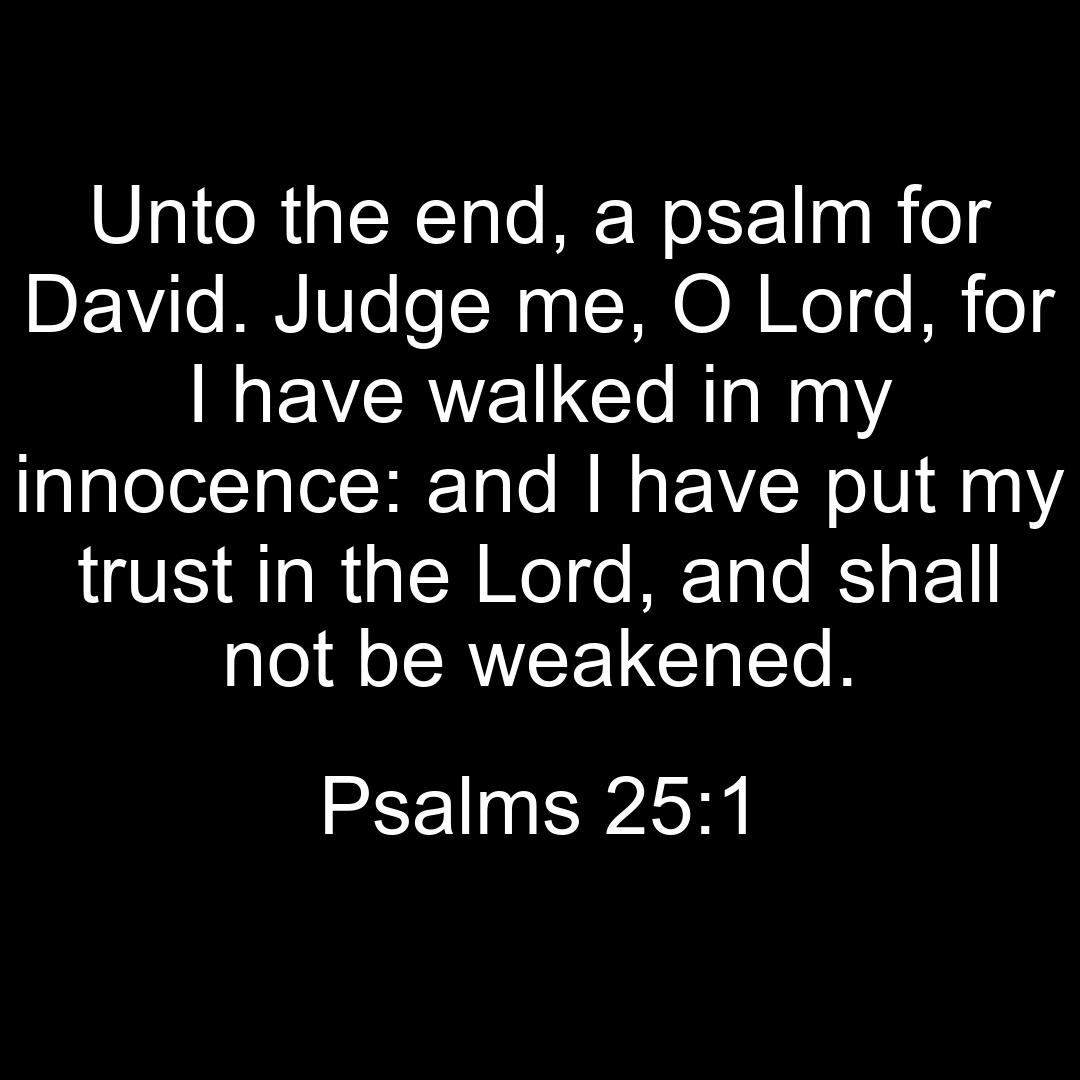 Unto the end, a psalm for
David. Judge me, O Lord, for
I have walked in my
innocence: and I have put my
trust in the Lord, and shall
not be weakened.
Psalms 25:1